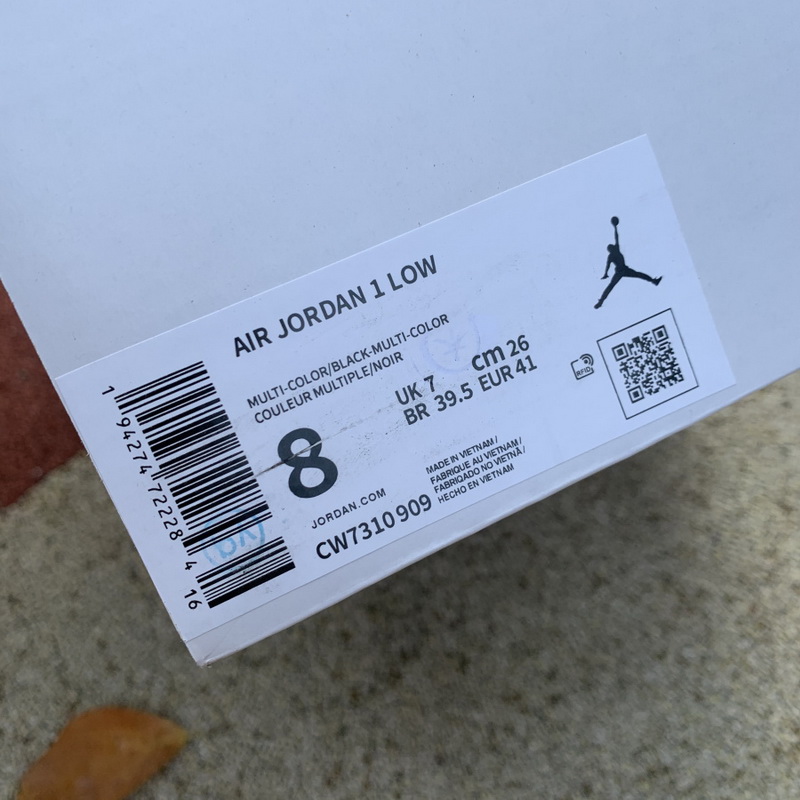 AIR JORDAN 1 LOW
MULTI-COLOR/BLACK-MULTI-COLOR
COULEUR MULTIPLE/NOIR
8
UK 7 cm 26
BR 39.5 EUR 41
RFID
JORDAN.COM
MADE IN VIETNAM /
FABRIQUE AU VIETNAM /
FABRIQADO NO VIETNÃ /
HECHO EN VIETNAM
CW7310 909
1 94274 72228 4 16